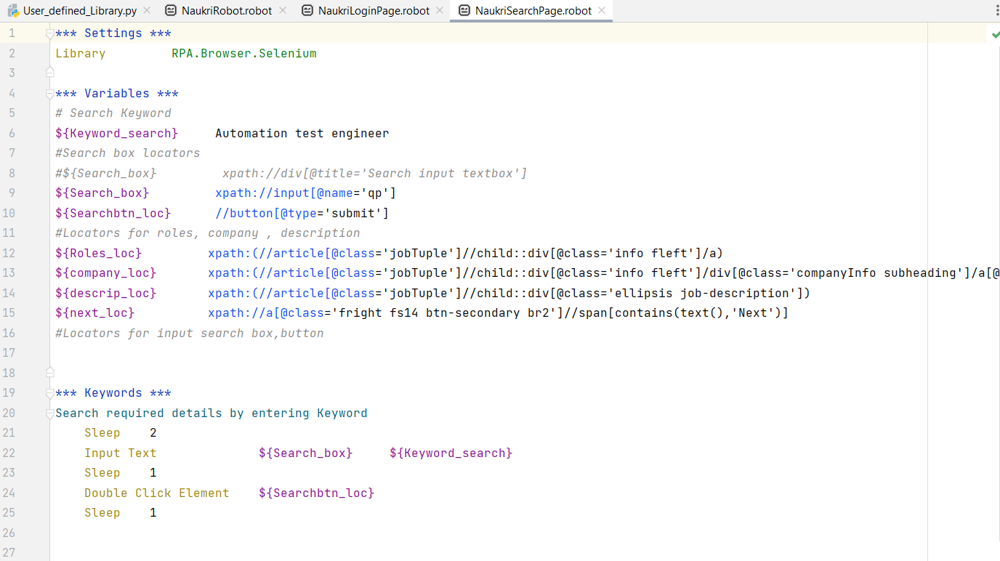 User_defined_Library.py NaukriRobot.robot NaukriLoginPage.robot NaukriSearchPage.robot
1 *** Settings ***
2 Library RPA.Browser.Selenium
3
4 *** Variables ***
5 # Search Keyword
6 ${Keyword_search} Automation test engineer
7 #Search box locators
8 #${Search_box} xpath://div[@title='Search input textbox']
9 ${Search_box} xpath://input[@name='qp']
10 ${Searchbtn_loc} //button[@type='submit']
11 #Locators for roles, company , description
12 ${Roles_loc} xpath:(//article[@class='jobTuple']//child::div[@class='info fleft']/a)
13 ${company_loc} xpath:(//article[@class='jobTuple']//child::div[@class='info fleft']/div[@class='companyInfo subheading']/a[@
14 ${descrip_loc} xpath:(//article[@class='jobTuple']//child::div[@class='ellipsis job-description'])
15 ${next_loc} xpath://a[@class='fright fs14 btn-secondary br2']//span[contains(text(),'Next')]
16 #Locators for input search box,button
17
18
19 *** Keywords ***
20 Search required details by entering Keyword
21 Sleep 2
22 Input Text ${Search_box} ${Keyword_search}
23 Sleep 1
24 Double Click Element ${Searchbtn_loc}
25 Sleep 1
26
27